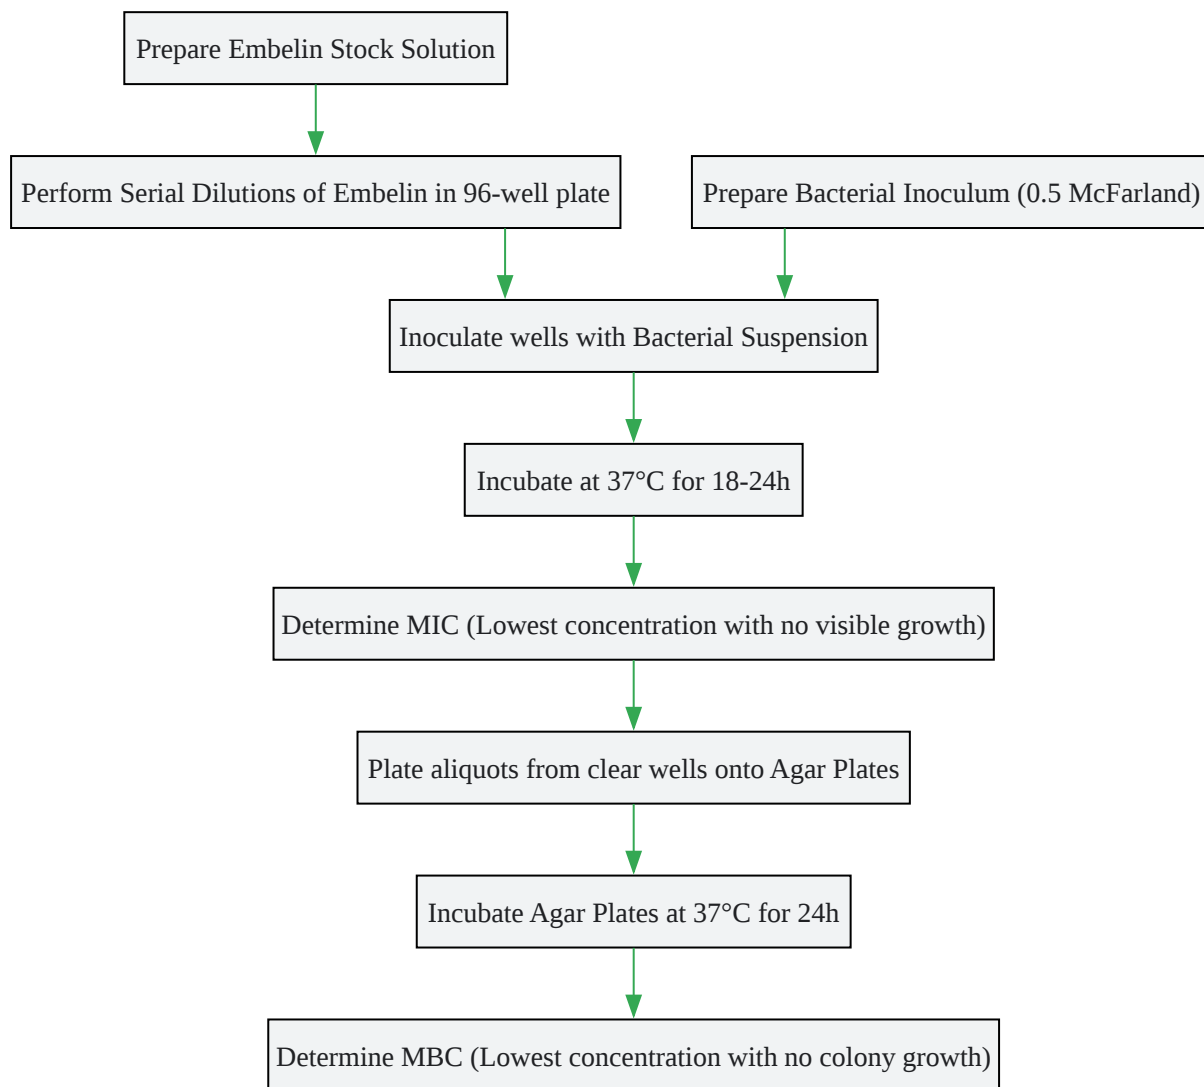 Prepare Embelin Stock Solution
Perform Serial Dilutions of Embelin in 96-well plate
Prepare Bacterial Inoculum (0.5 McFarland)
Inoculate wells with Bacterial Suspension
Incubate at 37°C for 18-24h
Determine MIC (Lowest concentration with no visible growth)
Plate aliquots from clear wells onto Agar Plates
Incubate Agar Plates at 37°C for 24h
Determine MBC (Lowest concentration with no colony growth)